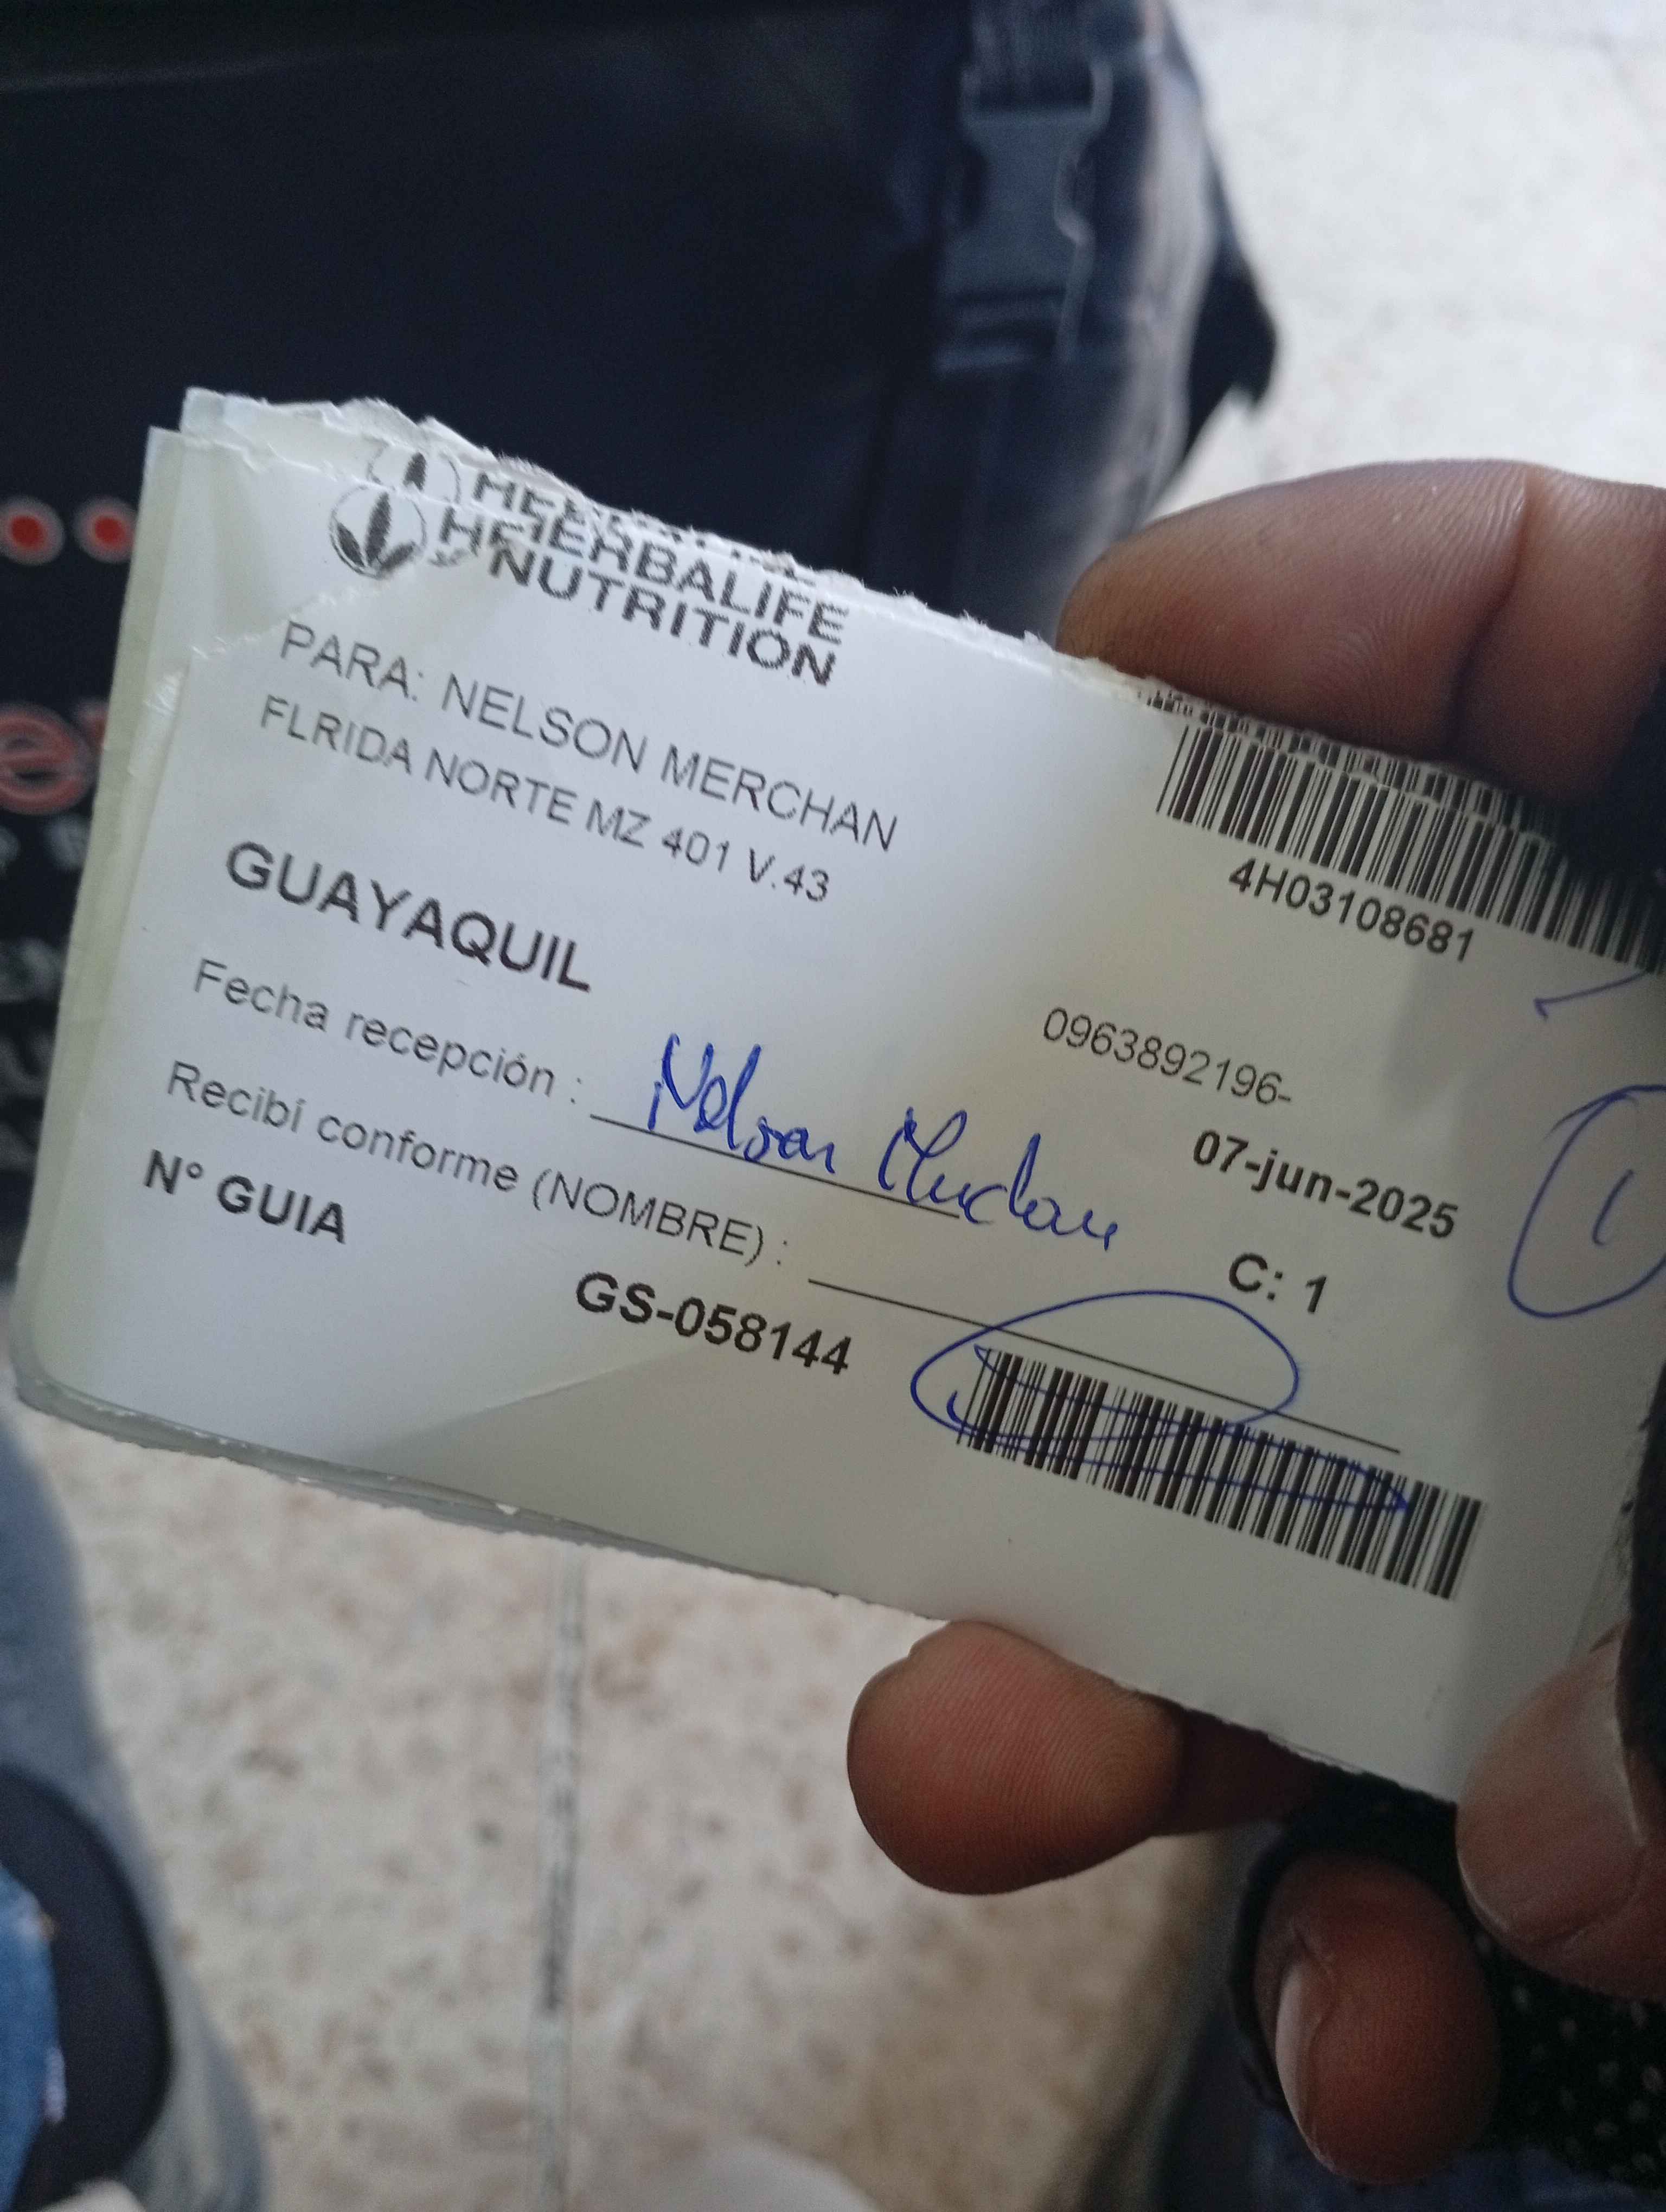 HERBALIFE
NUTRITION
PARA: NELSON MERCHAN
FLRIDA NORTE MZ 401 V.43
4H03108681
GUAYAQUIL
0963892196-
Fecha recepción : Nelson Merchan
07-jun-2025
Recibí conforme (NOMBRE) :
C: 1
1
N° GUIA
GS-058144